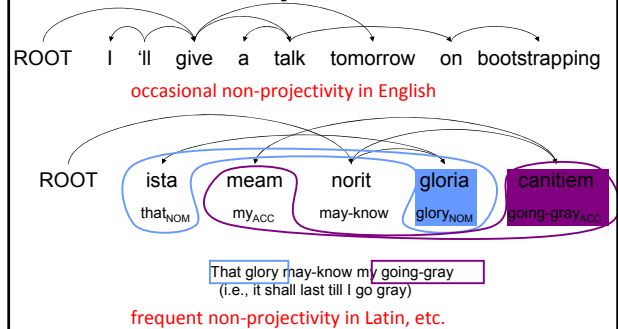 ROOT I 'll give a talk tomorrow on bootstrapping
occasional non-projectivity in English
ROOT ista meam norit gloria canitiem
thatNOM myACC may-know gloryNOM going-grayACC
That glory may-know my going-gray
(i.e., it shall last till I go gray)
frequent non-projectivity in Latin, etc.